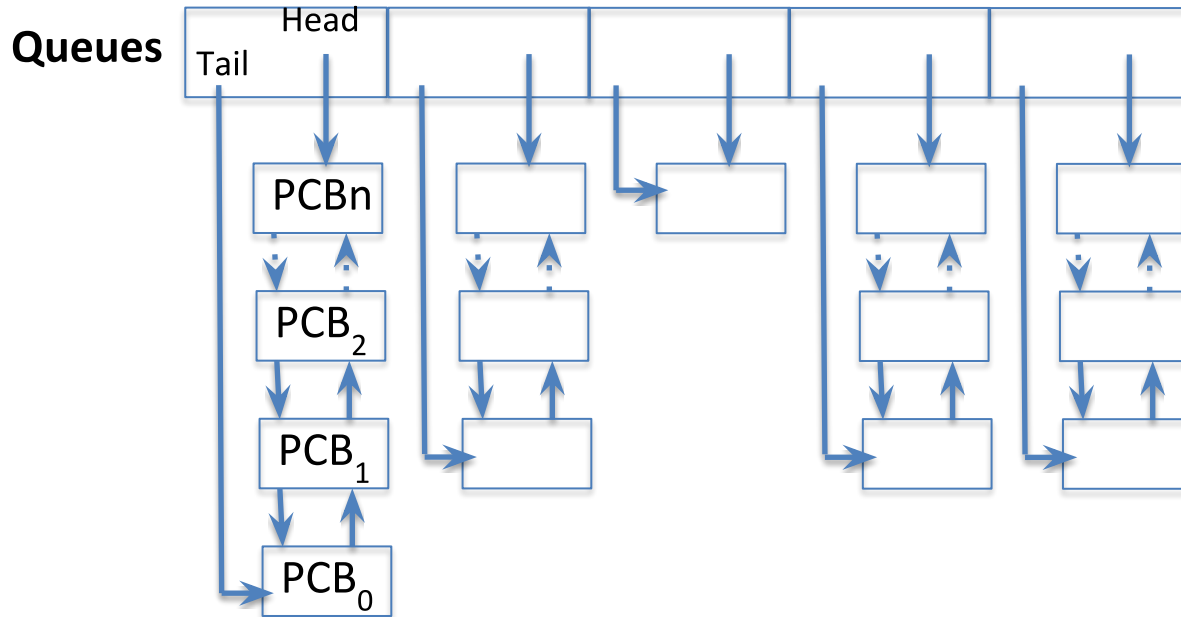 Queues
Head
Tail
PCBn
PCB₂
PCB₁
PCB₀